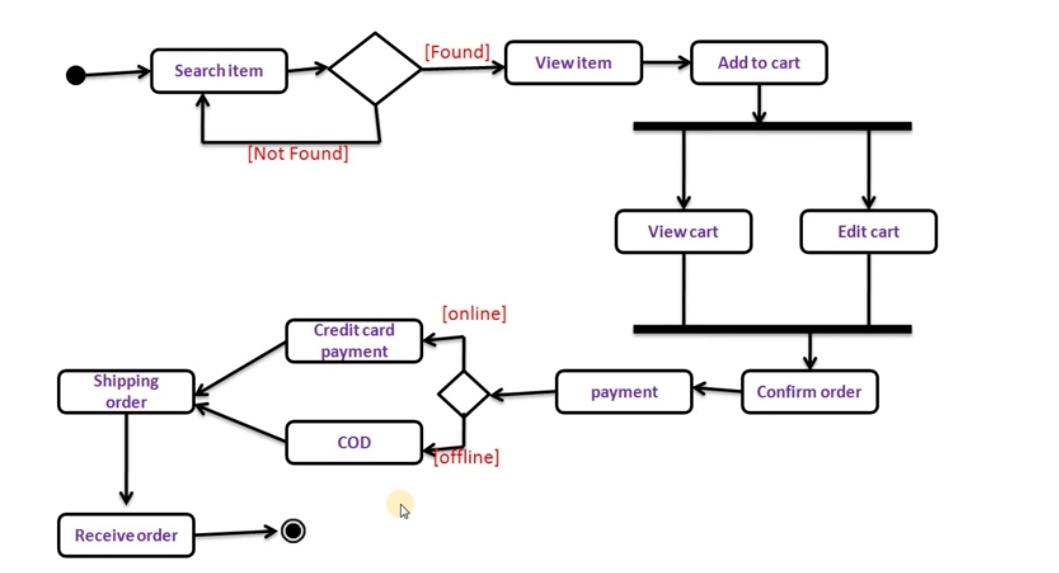 [Found]
Search item
View item
Add to cart
[Not Found]
View cart
Edit cart
[online]
Credit card
payment
Shipping
order
payment
Confirm order
COD
[offline]
Receive order